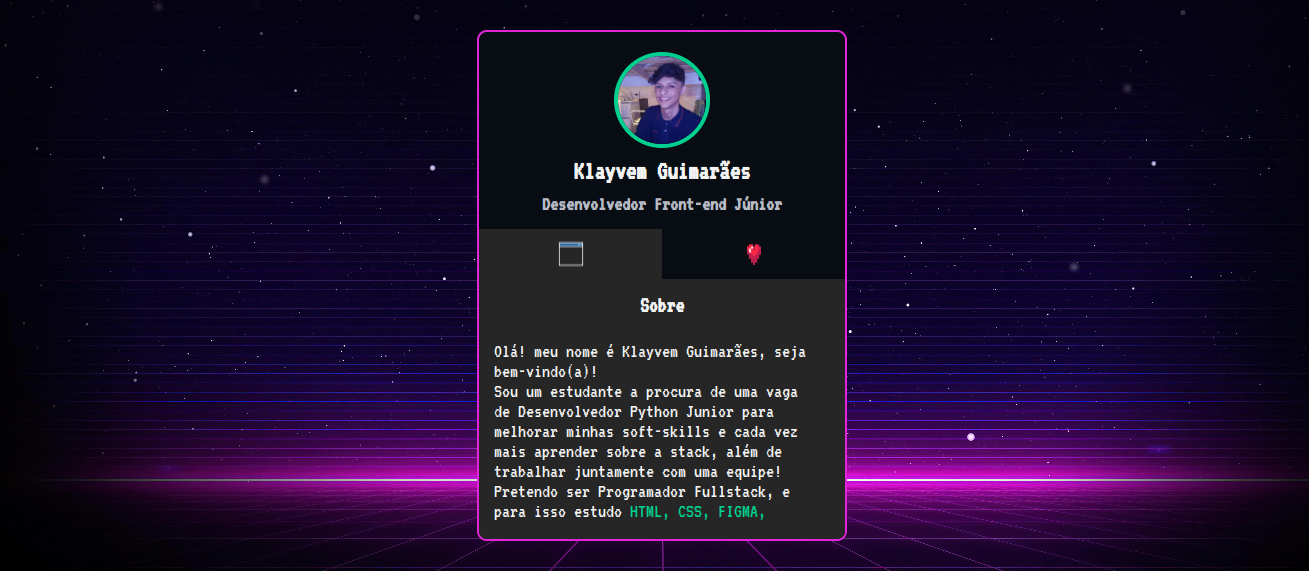 Klayvem Guimarães
Desenvolvedor Front-end Júnior
Sobre
Olá! meu nome é Klayvem Guimarães, seja
bem-vindo(a)!
Sou um estudante a procura de uma vaga
de Desenvolvedor Python Junior para
melhorar minhas soft-skills e cada vez
mais aprender sobre a stack, além de
trabalhar juntamente com uma equipe!
Pretendo ser Programador Fullstack, e
para isso estudo HTML, CSS, FIGMA,